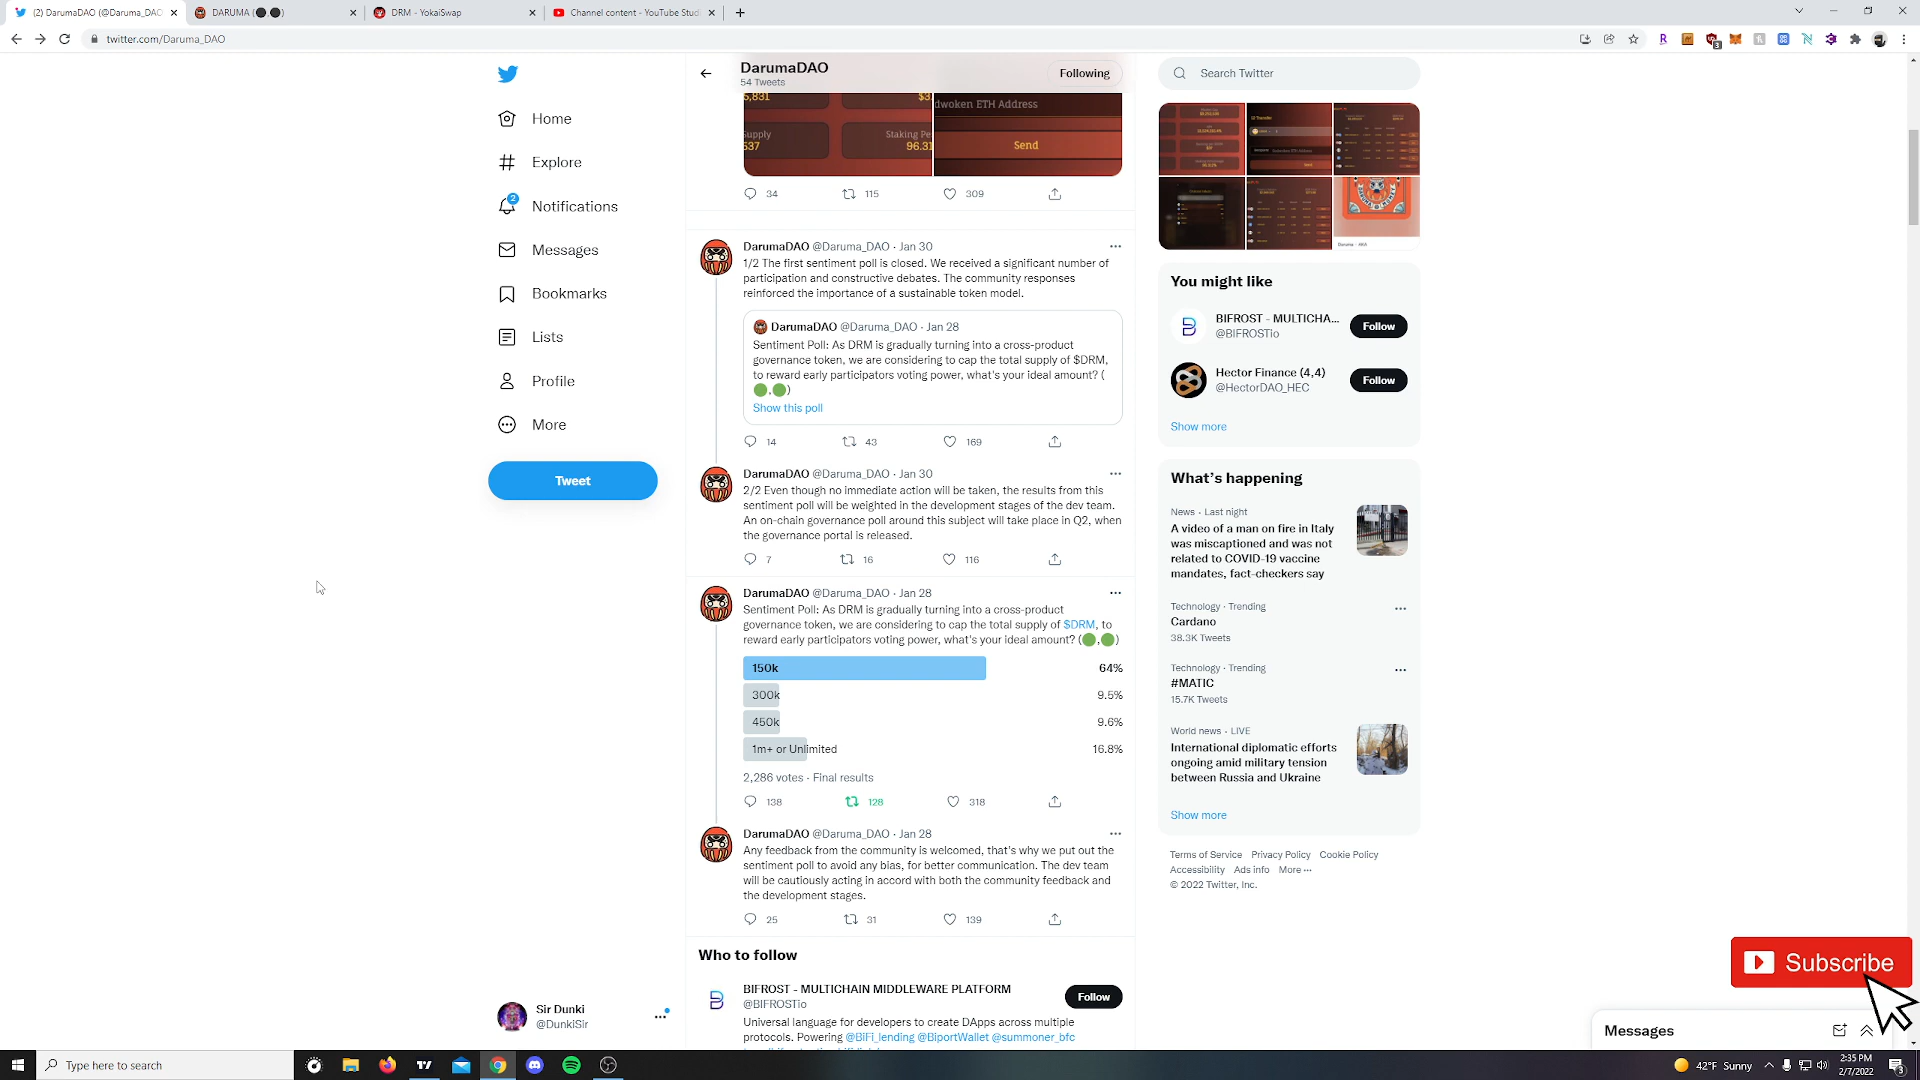 (2) DarumaDAO (@Daruma_DAO
DARUMA (⚫,⚫)
DRM - YokaiSwap
Channel content - YouTube Studi
twitter.com/Daruma_DAO
3
Home
Explore
2
Notifications
Messages
Bookmarks
Lists
Profile
More
Tweet
Sir Dunki
@DunkiSir
DarumaDAO
54 Tweets
Following
5,831
$3
Supply
537
Staking Pe
96.31
dwoken ETH Address
Send
34
115
309
DarumaDAO @Daruma_DAO · Jan 30
1/2 The first sentiment poll is closed. We received a significant number of
participation and constructive debates. The community responses
reinforced the importance of a sustainable token model.
DarumaDAO @Daruma_DAO · Jan 28
Sentiment Poll: As DRM is gradually turning into a cross-product
governance token, we are considering to cap the total supply of $DRM,
to reward early participators voting power, what's your ideal amount? (
🟢,🟢)
Show this poll
14
43
169
DarumaDAO @Daruma_DAO · Jan 30
2/2 Even though no immediate action will be taken, the results from this
sentiment poll will be weighted in the development stages of the dev team.
An on-chain governance poll around this subject will take place in Q2, when
the governance portal is released.
7
16
116
DarumaDAO @Daruma_DAO · Jan 28
Sentiment Poll: As DRM is gradually turning into a cross-product
governance token, we are considering to cap the total supply of $DRM, to
reward early participators voting power, what's your ideal amount? (🟢,🟢)
150k 64%
300k 9.5%
450k 9.6%
1m+ or Unlimited 16.8%
2,286 votes · Final results
138
128
318
DarumaDAO @Daruma_DAO · Jan 28
Any feedback from the community is welcomed, that's why we put out the
sentiment poll to avoid any bias, for better communication. The dev team
will be cautiously acting in accord with both the community feedback and
the development stages.
25
31
139
Who to follow
BIFROST - MULTICHAIN MIDDLEWARE PLATFORM
@BIFROSTio
Follow
Universal language for developers to create DApps across multiple
protocols. Powering @BiFi_lending @BiportWallet @summoner_bfc
Search Twitter
You might like
BIFROST - MULTICHA...
@BIFROSTio
Follow
Hector Finance (4,4)
@HectorDAO_HEC
Follow
Show more
What's happening
News · Last night
A video of a man on fire in Italy
was miscaptioned and was not
related to COVID-19 vaccine
mandates, fact-checkers say
Technology · Trending
Cardano
38.3K Tweets
Technology · Trending
#MATIC
15.7K Tweets
World news · LIVE
International diplomatic efforts
ongoing amid military tension
between Russia and Ukraine
Show more
Terms of Service Privacy Policy Cookie Policy
Accessibility Ads info More ···
© 2022 Twitter, Inc.
Subscribe
Messages
Type here to search
42°F Sunny
2:35 PM
2/7/2022
3